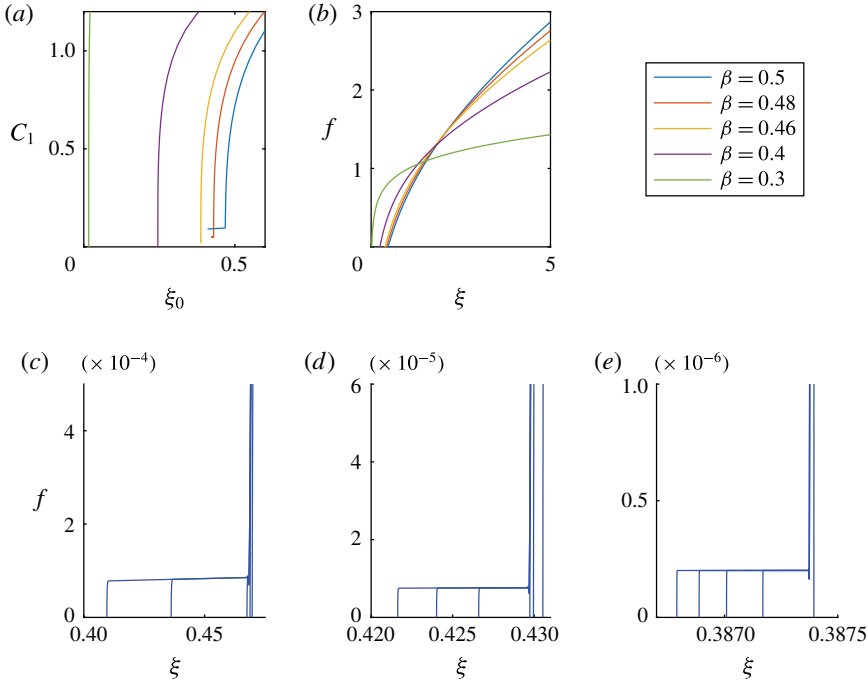 (a)
1.0
C₁
0.5
0
0.5
ξ₀
(b)
3
2
f
1
0
5
ξ
β = 0.5
β = 0.48
β = 0.46
β = 0.4
β = 0.3
(c) (× 10⁻⁴)
4
f
2
0
0.40 0.45
ξ
(d) (× 10⁻⁵)
6
4
2
0
0.420 0.425 0.430
ξ
(e) (× 10⁻⁶)
1.0
0.5
0
0.3870 0.3875
ξ